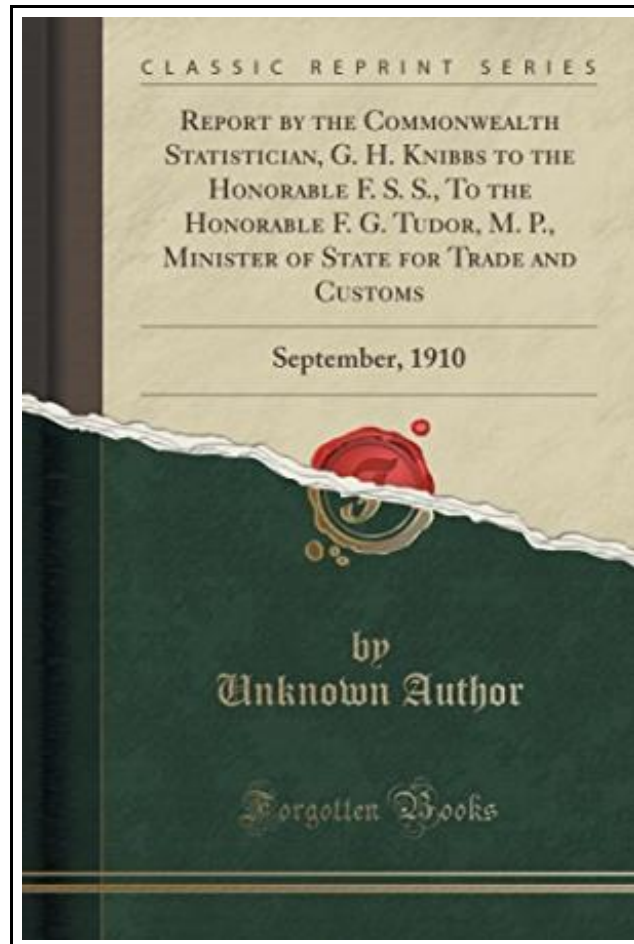 CLASSIC REPRINT SERIES
REPORT BY THE COMMONWEALTH
STATISTICIAN, G. H. KNIBBS TO THE
HONORABLE F. S. S., TO THE
HONORABLE F. G. TUDOR, M. P.,
MINISTER OF STATE FOR TRADE AND
CUSTOMS
September, 1910
by
Unknown Author
Forgotten Books